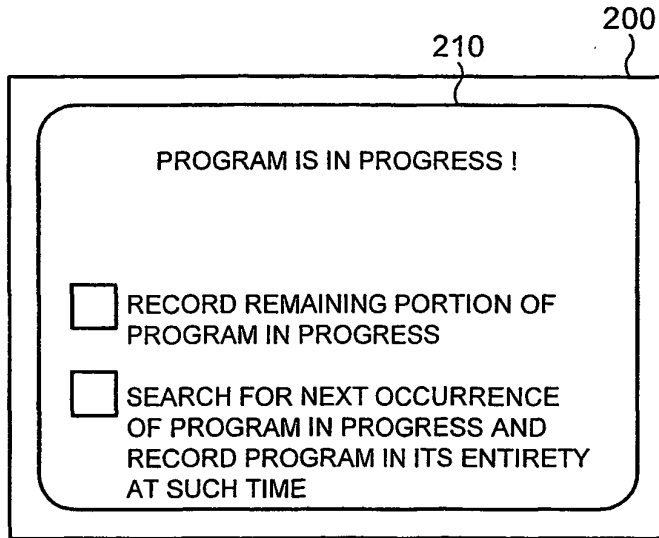 200
210
PROGRAM IS IN PROGRESS !
RECORD REMAINING PORTION OF
PROGRAM IN PROGRESS
SEARCH FOR NEXT OCCURRENCE
OF PROGRAM IN PROGRESS AND
RECORD PROGRAM IN ITS ENTIRETY
AT SUCH TIME